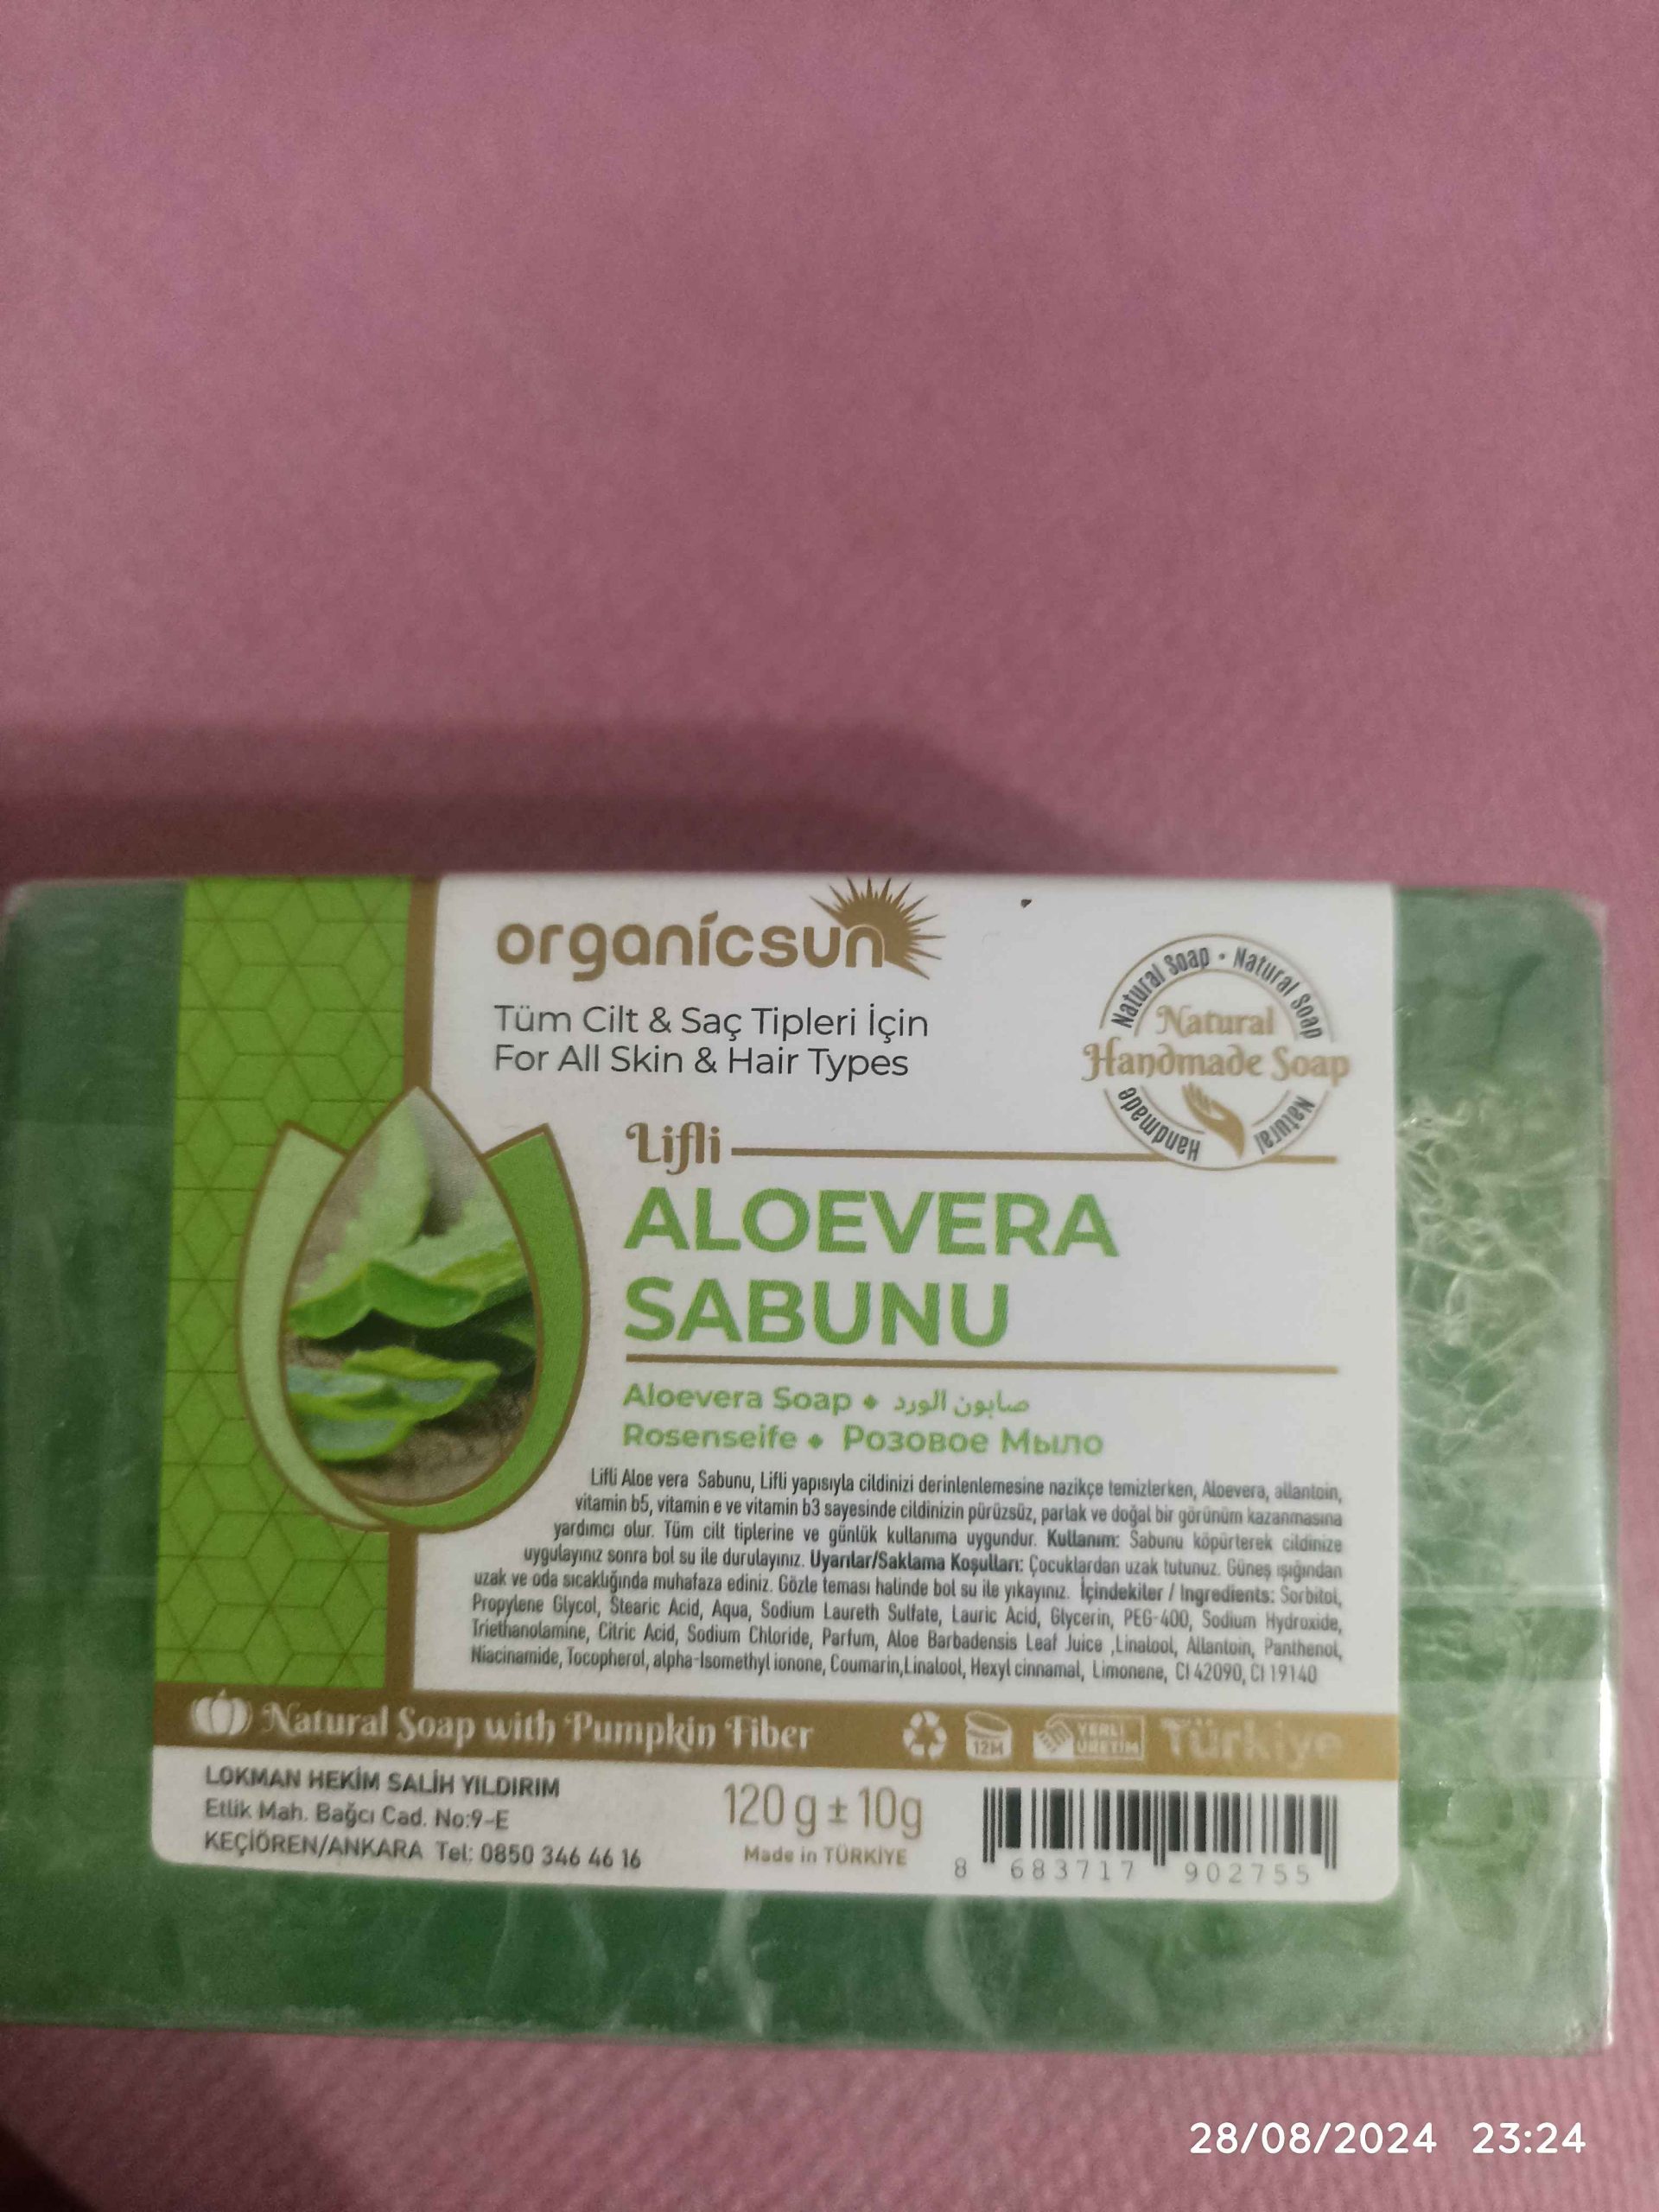 organicsun
Tüm Cilt & Saç Tipleri İçin
For All Skin & Hair Types
Natural Soap • Natural Soap
Natural
Handmade Soap
Handmade
Natural
Lifli
ALOEVERA
SABUNU
Aloevera Soap ♦ صابون الورد
Rosenseife ♦ Розовое Мыло
Lifli Aloe vera Sabunu, Lifli yapısıyla cildinizi derinlenlemesine nazikçe temizlerken, Aloevera, allantoin,
vitamin b5, vitamin e ve vitamin b3 sayesinde cildinizin pürüzsüz, parlak ve doğal bir görünüm kazanmasına
yardımcı olur. Tüm cilt tiplerine ve günlük kullanıma uygundur. Kullanım: Sabunu köpürterek cildinize
uygulayınız sonra bol su ile durulayınız. Uyarılar/Saklama Koşulları: Çocuklardan uzak tutunuz. Güneş ışığından
uzak ve oda sıcaklığında muhafaza ediniz. Gözle teması halinde bol su ile yıkayınız. İçindekiler / Ingredients: Sorbitol,
Propylene Glycol, Stearic Acid, Aqua, Sodium Laureth Sulfate, Lauric Acid, Glycerin, PEG-400, Sodium Hydroxide,
Triethanolamine, Citric Acid, Sodium Chloride, Parfum, Aloe Barbadensis Leaf Juice ,Linalool, Allantoin, Panthenol,
Niacinamide, Tocopherol, alpha-Isomethyl ionone, Coumarin,Linalool, Hexyl cinnamal, Limonene, CI 42090, CI 19140
Natural Soap with Pumpkin Fiber
12M
YERLİ
ÜRETİM
Türkiye
LOKMAN HEKİM SALİH YILDIRIM
Etlik Mah. Bağcı Cad. No:9-E
KEÇİÖREN/ANKARA Tel: 0850 346 46 16
120 g ± 10g
Made in TÜRKİYE
8 683717 902755
28/08/2024 23:24